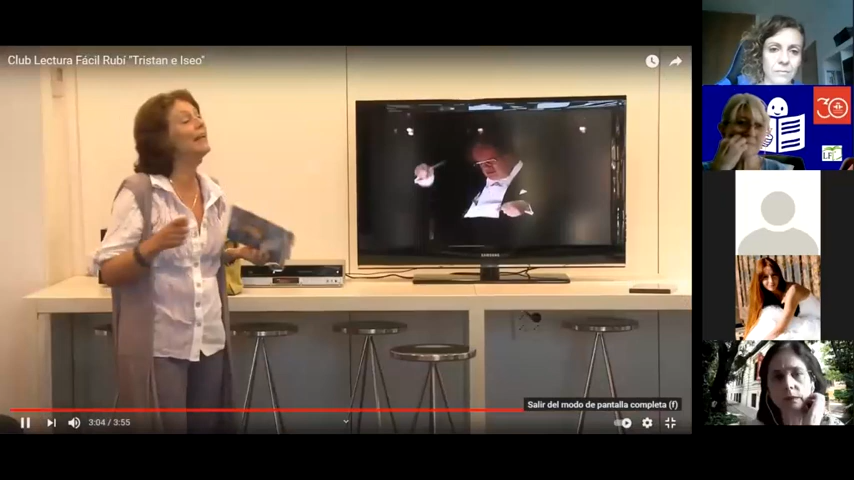 Club Lectura Fácil Rubí "Tristan e Iseo"
30
LF
SAMSUNG
Salir del modo de pantalla completa (f)
3:04 / 3:55